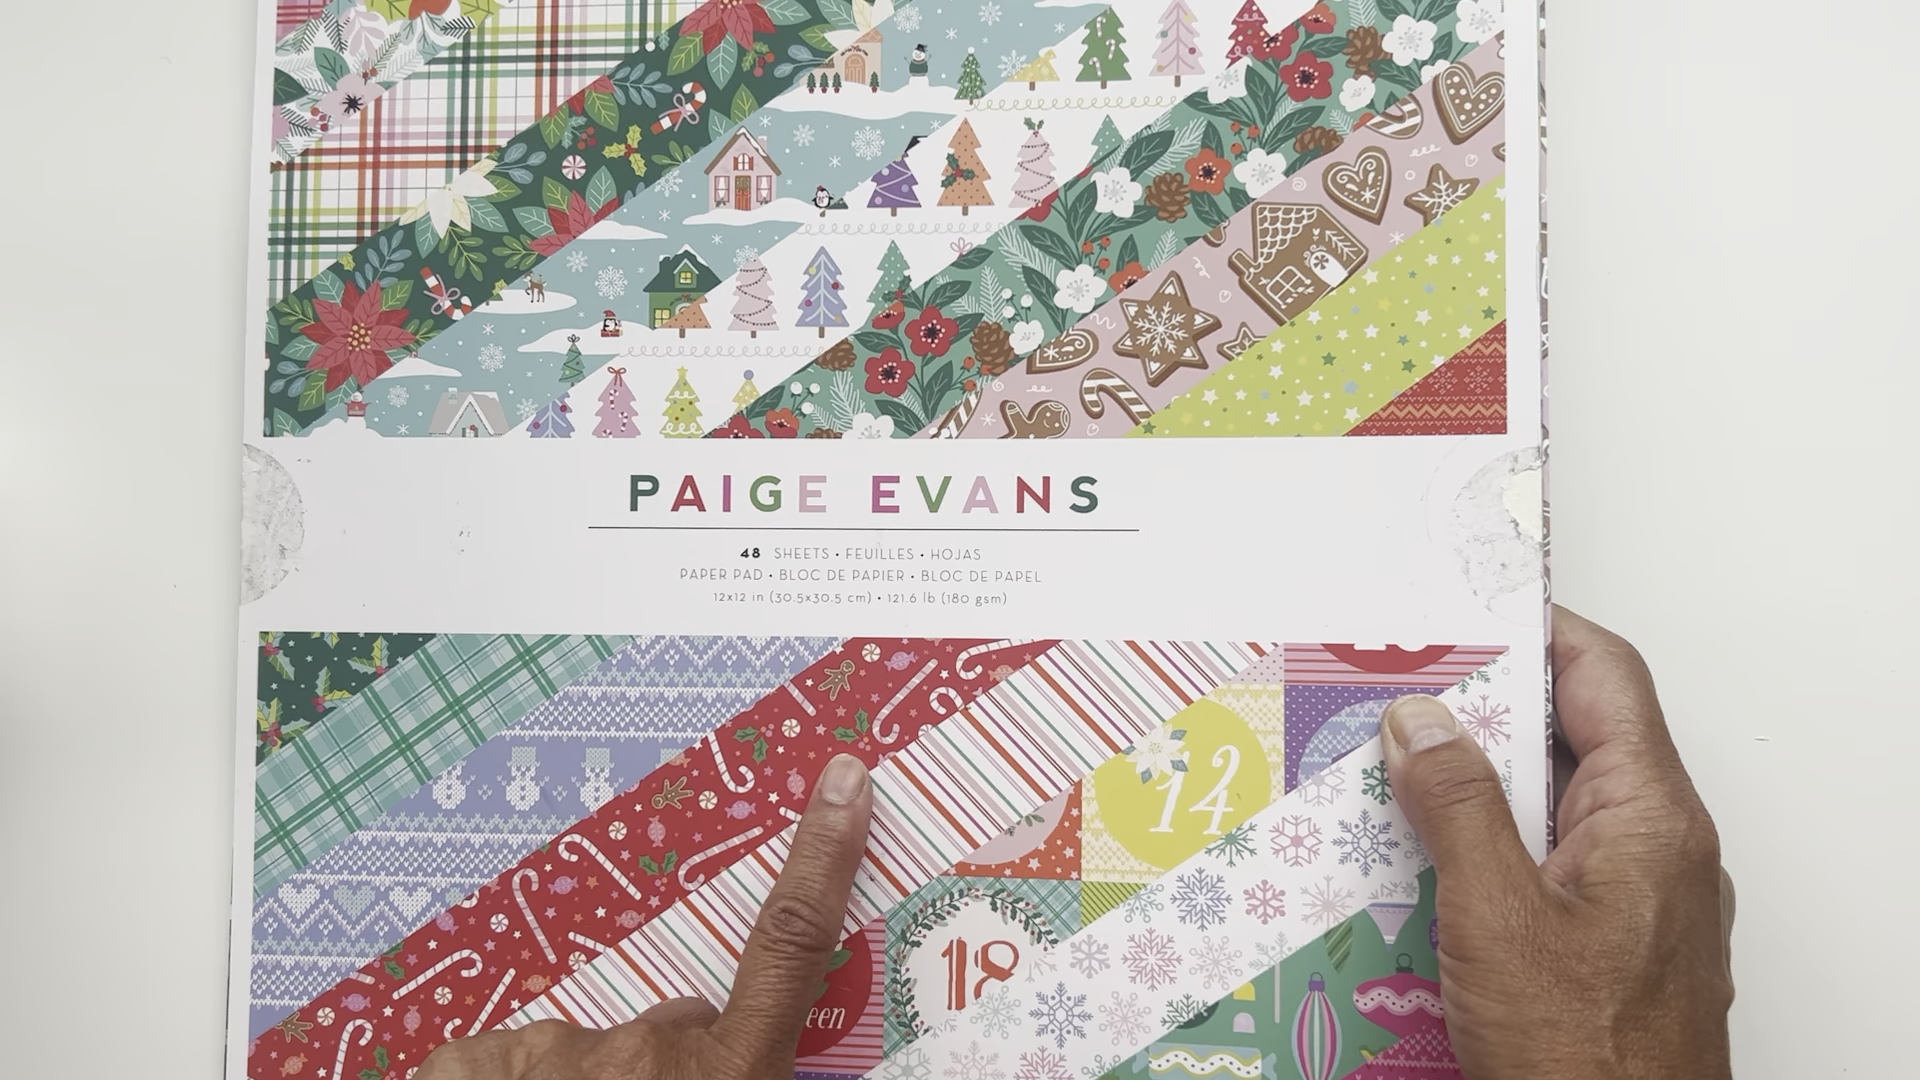 PAIGE EVANS
48 SHEETS • FEUILLES • HOJAS
PAPER PAD • BLOC DE PAPIER • BLOC DE PAPEL
12x12 in (30.5x30.5 cm) • 121.6 lb (180 gsm)
14
18
een